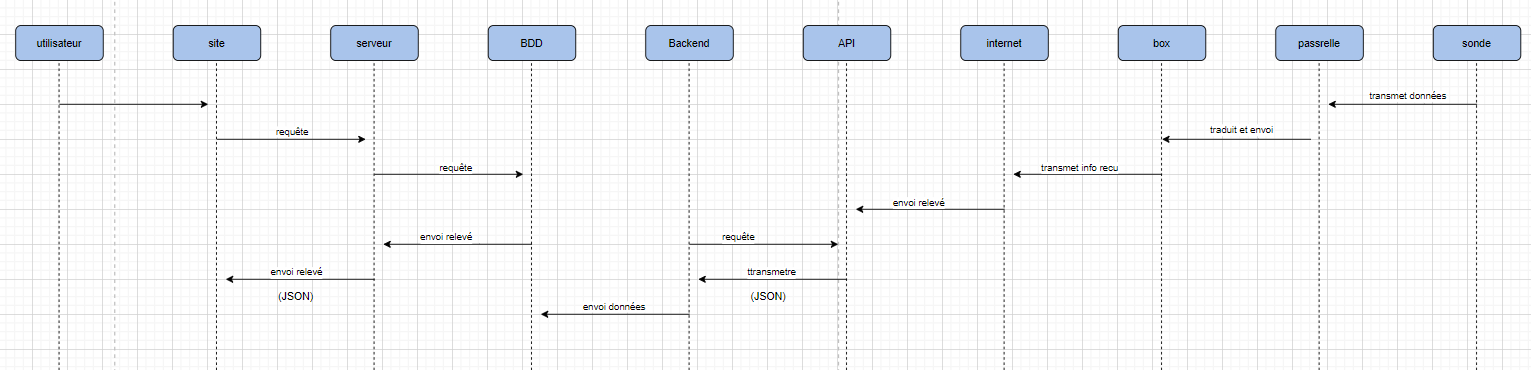 utilisateur
site
serveur
BDD
Backend
API
internet
box
passrelle
sonde
transmet données
requête
traduit et envoi
requête
transmet info recu
envoi relevé
envoi relevé
requête
envoi relevé
ttransmetre
(JSON)
(JSON)
envoi données